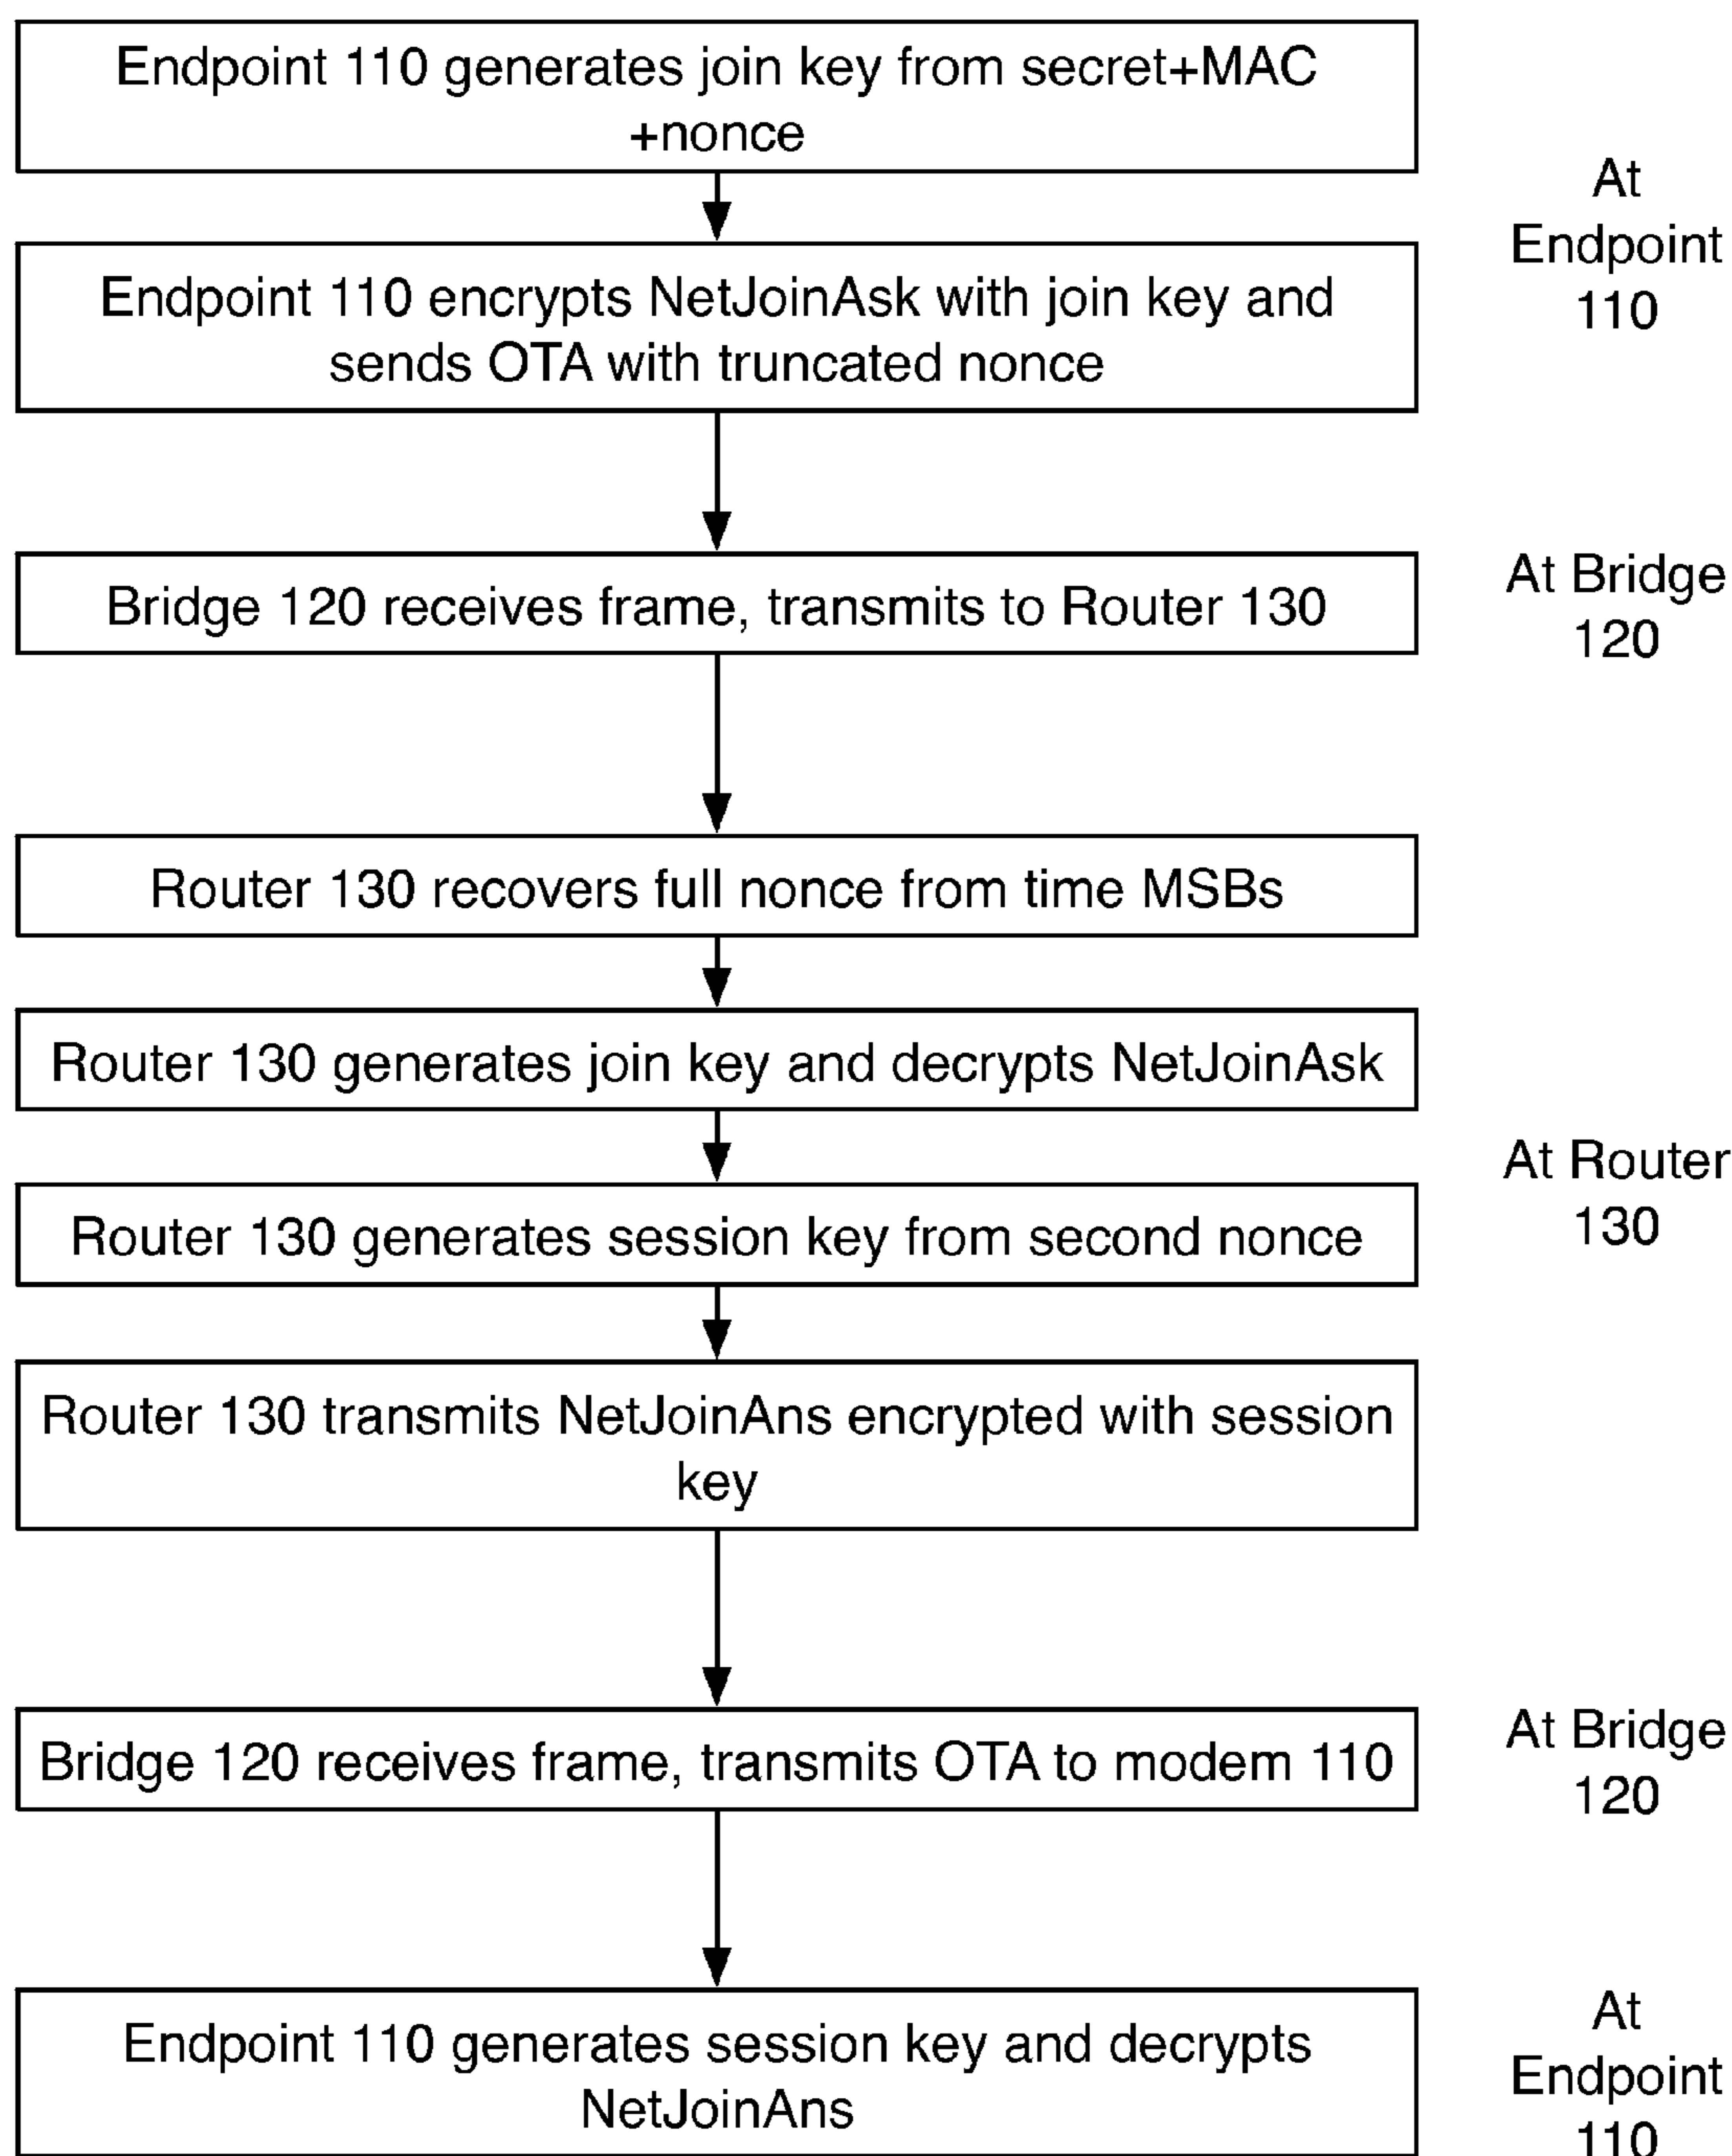 Endpoint 110 generates join key from secret+MAC
+nonce
At
Endpoint
110
Endpoint 110 encrypts NetJoinAsk with join key and
sends OTA with truncated nonce
Bridge 120 receives frame, transmits to Router 130
At Bridge
120
Router 130 recovers full nonce from time MSBs
Router 130 generates join key and decrypts NetJoinAsk
At Router
130
Router 130 generates session key from second nonce
Router 130 transmits NetJoinAns encrypted with session
key
Bridge 120 receives frame, transmits OTA to modem 110
At Bridge
120
Endpoint 110 generates session key and decrypts
NetJoinAns
At
Endpoint
110